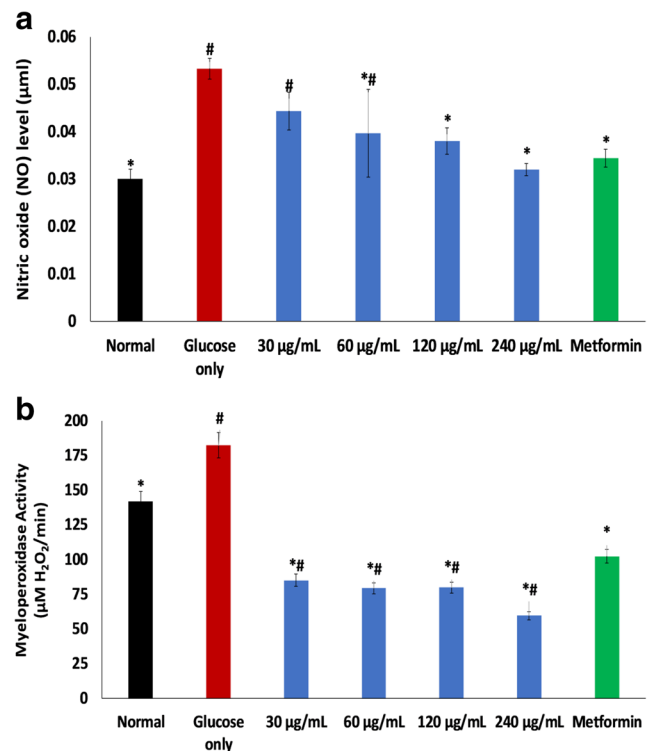 a
Nitric oxide (NO) level (µml)
0.06
0.05
0.04
0.03
0.02
0.01
0
*
#
#
*#
*
*
*
Normal
Glucose
only
30 µg/mL
60 µg/mL
120 µg/mL
240 µg/mL
Metformin
b
Myeloperoxidase Activity
(µM H₂O₂/min)
200
175
150
125
100
75
50
25
0
*
#
*#
*#
*#
*#
*
Normal
Glucose
only
30 µg/mL
60 µg/mL
120 µg/mL
240 µg/mL
Metformin